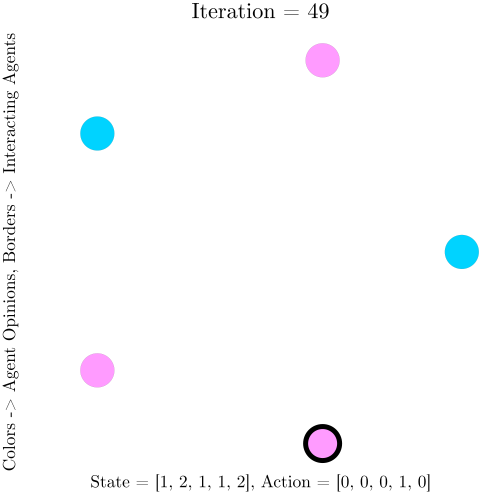 Iteration = 49
Colors -> Agent Opinions, Borders -> Interacting Agents
State = [1, 2, 1, 1, 2], Action = [0, 0, 0, 1, 0]